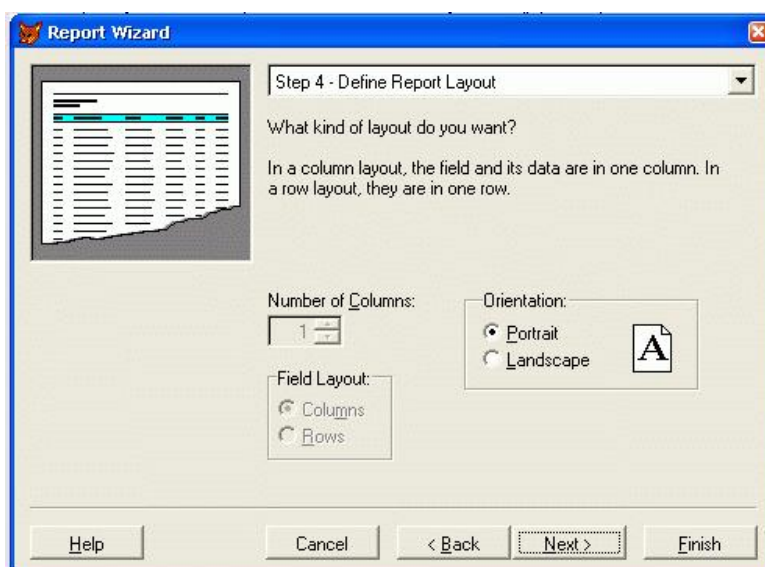 Report Wizard
Step 4 - Define Report Layout
What kind of layout do you want?
In a column layout, the field and its data are in one column. In
a row layout, they are in one row.
Number of Columns:
1
Orientation:
Portrait
Landscape
A
Field Layout:
Columns
Rows
Help
Cancel
< Back
Next >
Finish